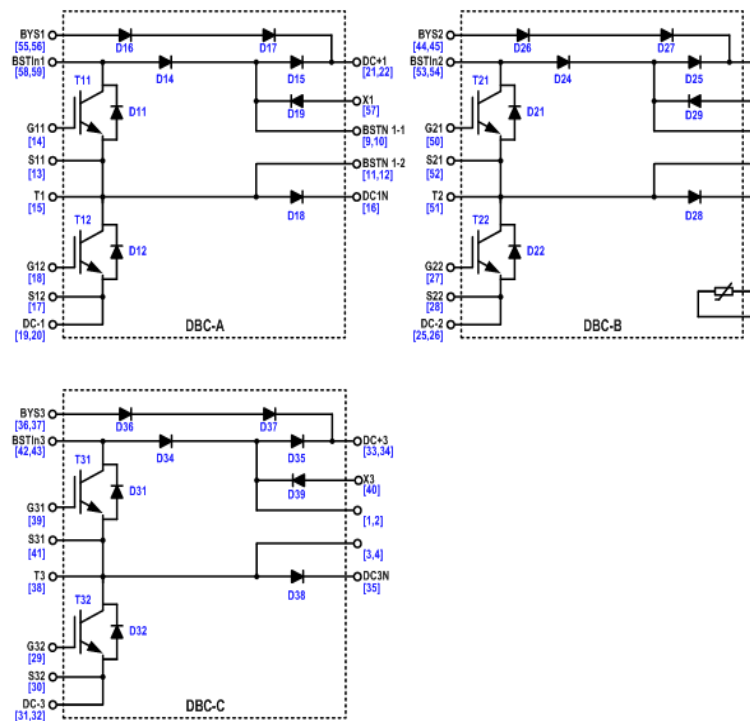 BYS1
[55,56]
D16
D17
BSTIn1
[58,59]
D14
D15
DC+1
[21,22]
T11
D11
D19
X1
[57]
G11
[14]
BSTN 1-1
[9,10]
S11
[13]
BSTN 1-2
[11,12]
T1
[15]
D18
DC1N
[16]
T12
D12
G12
[18]
S12
[17]
DC-1
[19,20]
DBC-A
BYS2
[44,45]
D26
D27
BSTIn2
[53,54]
D24
D25
T21
D21
D29
G21
[50]
S21
[52]
T2
[51]
D28
T22
D22
G22
[27]
S22
[28]
DC-2
[25,26]
DBC-B
BYS3
[36,37]
D36
D37
BSTIn3
[42,43]
D34
D35
DC+3
[33,34]
T31
D31
D39
X3
[40]
G31
[39]
[1,2]
S31
[41]
[3,4]
T3
[38]
D38
DC3N
[35]
T32
D32
G32
[29]
S32
[30]
DC-3
[31,32]
DBC-C